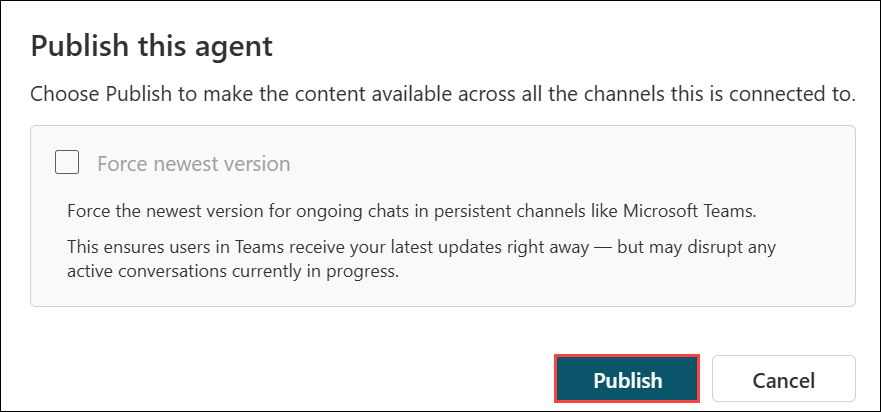 Publish this agent
Choose Publish to make the content available across all the channels this is connected to.
Force newest version
Force the newest version for ongoing chats in persistent channels like Microsoft Teams.
This ensures users in Teams receive your latest updates right away — but may disrupt any
active conversations currently in progress.
Publish Cancel